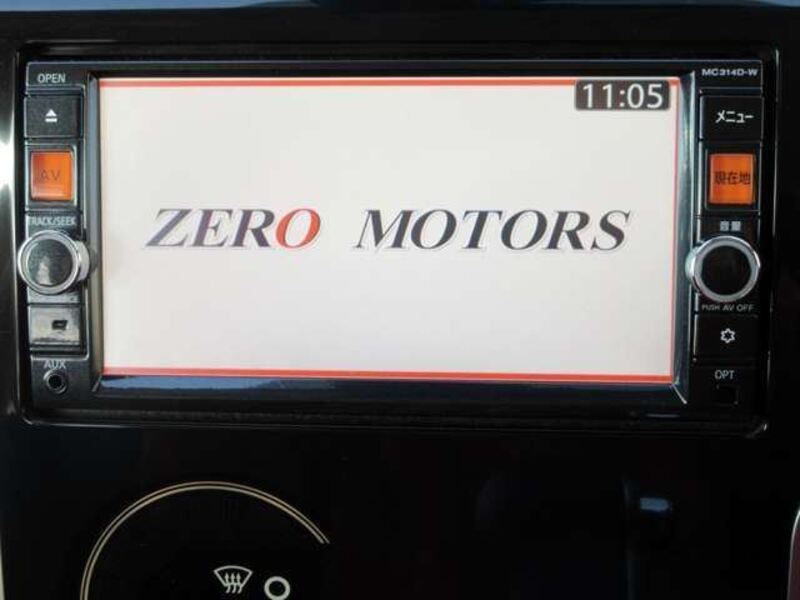 OPEN
MC314D-W
11:05
メニュー
AV
現在地
TRACK/SEEK
音量
ZERO MOTORS
PUSH AV OFF
AUX
OPT